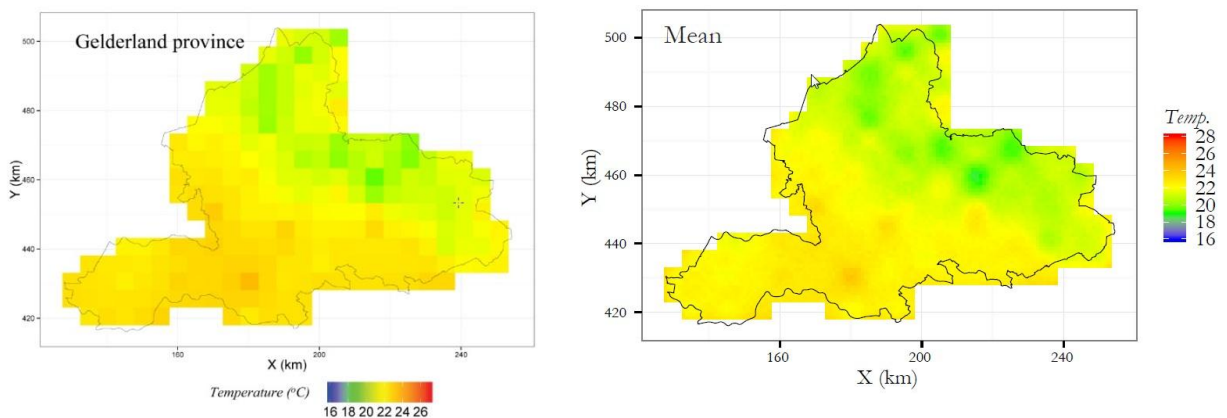 Gelderland province
500
480
460
440
420
Y (km)
160 200 240
X (km)
Temperature (°C)
16 18 20 22 24 26
Mean
500
480
460
440
420
Y (km)
160 200 240
X (km)
Temp.
28
26
24
22
20
18
16